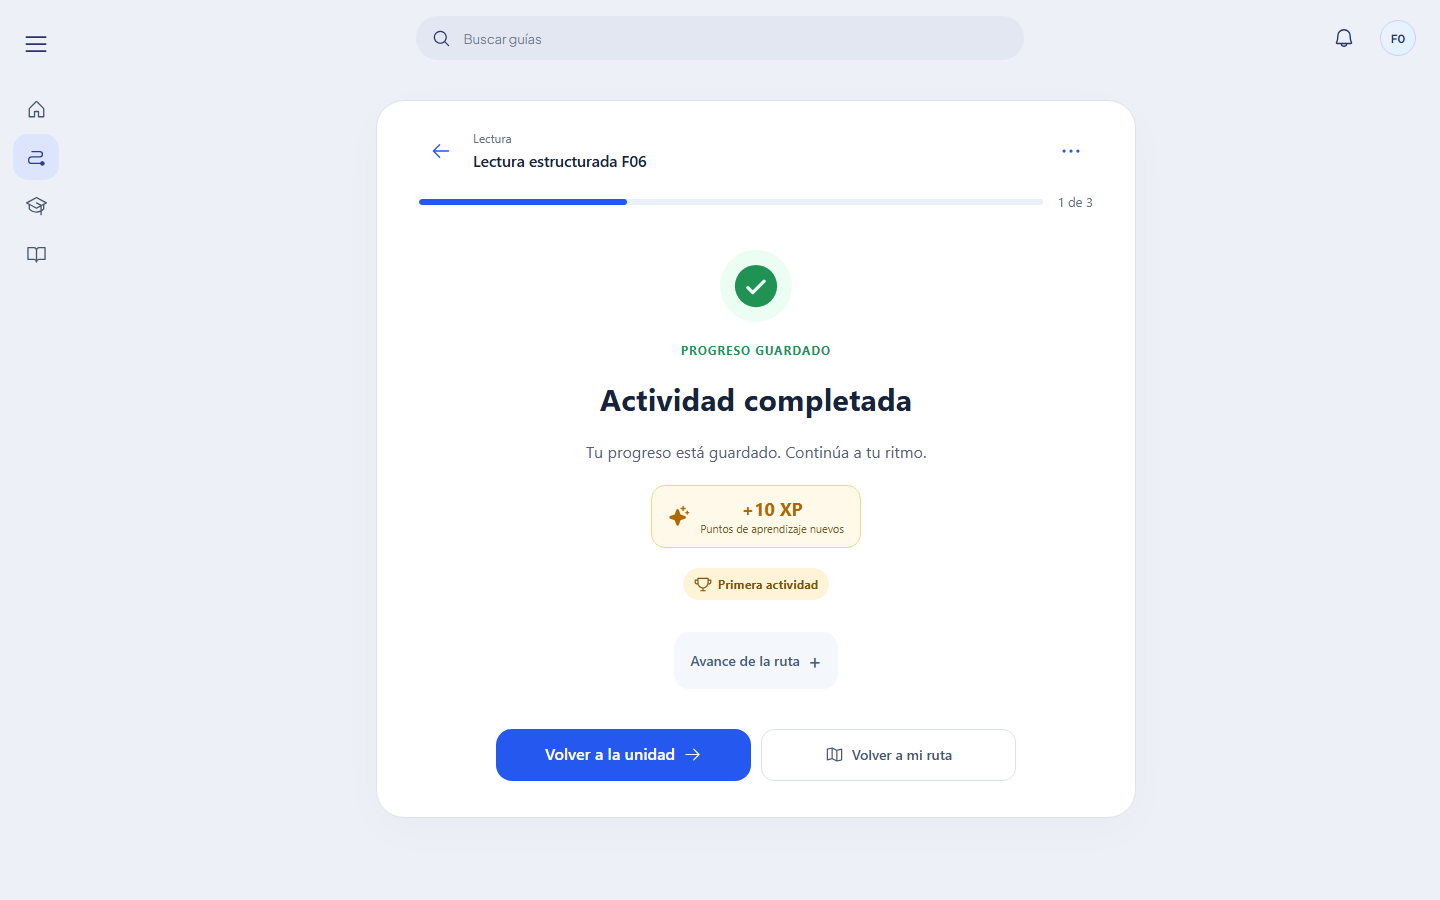 Buscar guías
F0
Lectura
Lectura estructurada F06
1 de 3
PROGRESO GUARDADO
Actividad completada
Tu progreso está guardado. Continúa a tu ritmo.
+10 XP
Puntos de aprendizaje nuevos
Primera actividad
Avance de la ruta +
Volver a la unidad
Volver a mi ruta